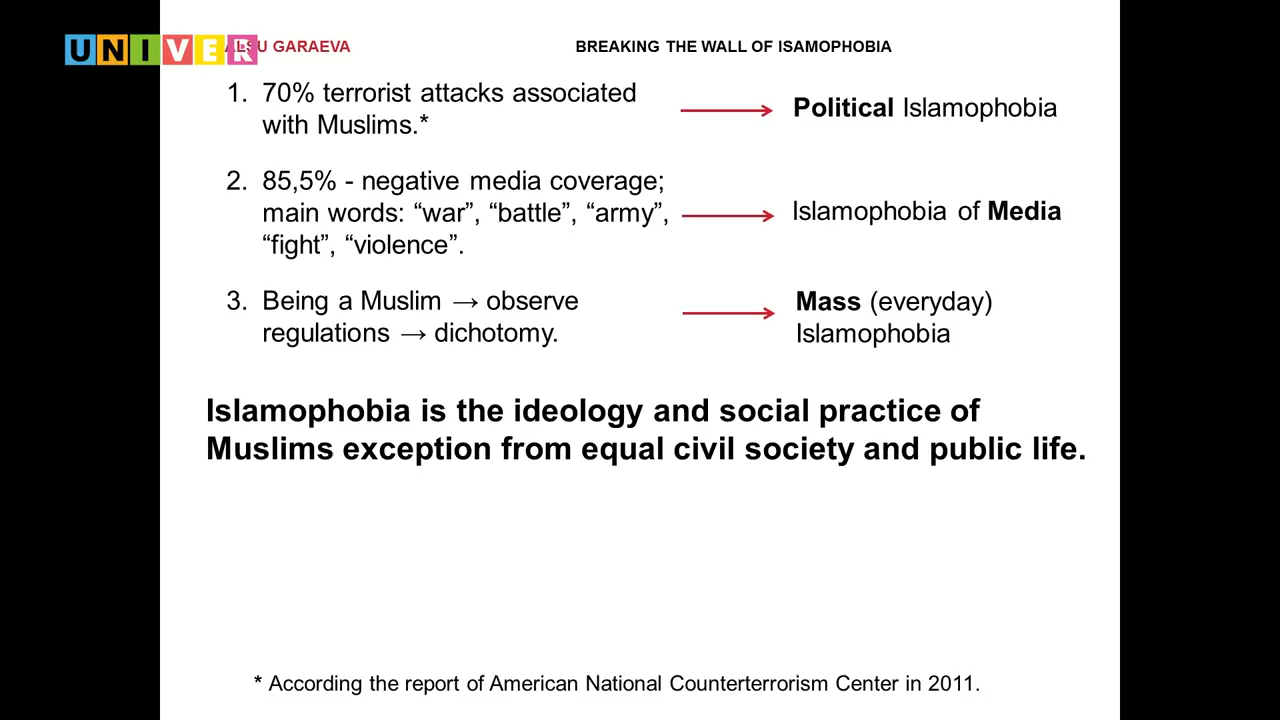 UNIVER
ALSU GARAEVA
BREAKING THE WALL OF ISAMOPHOBIA
1. 70% terrorist attacks associated
with Muslims.*
Political Islamophobia
2. 85,5% - negative media coverage;
main words: “war”, “battle”, “army”,
“fight”, “violence”.
Islamophobia of Media
3. Being a Muslim → observe
regulations → dichotomy.
Mass (everyday)
Islamophobia
Islamophobia is the ideology and social practice of
Muslims exception from equal civil society and public life.
* According the report of American National Counterterrorism Center in 2011.